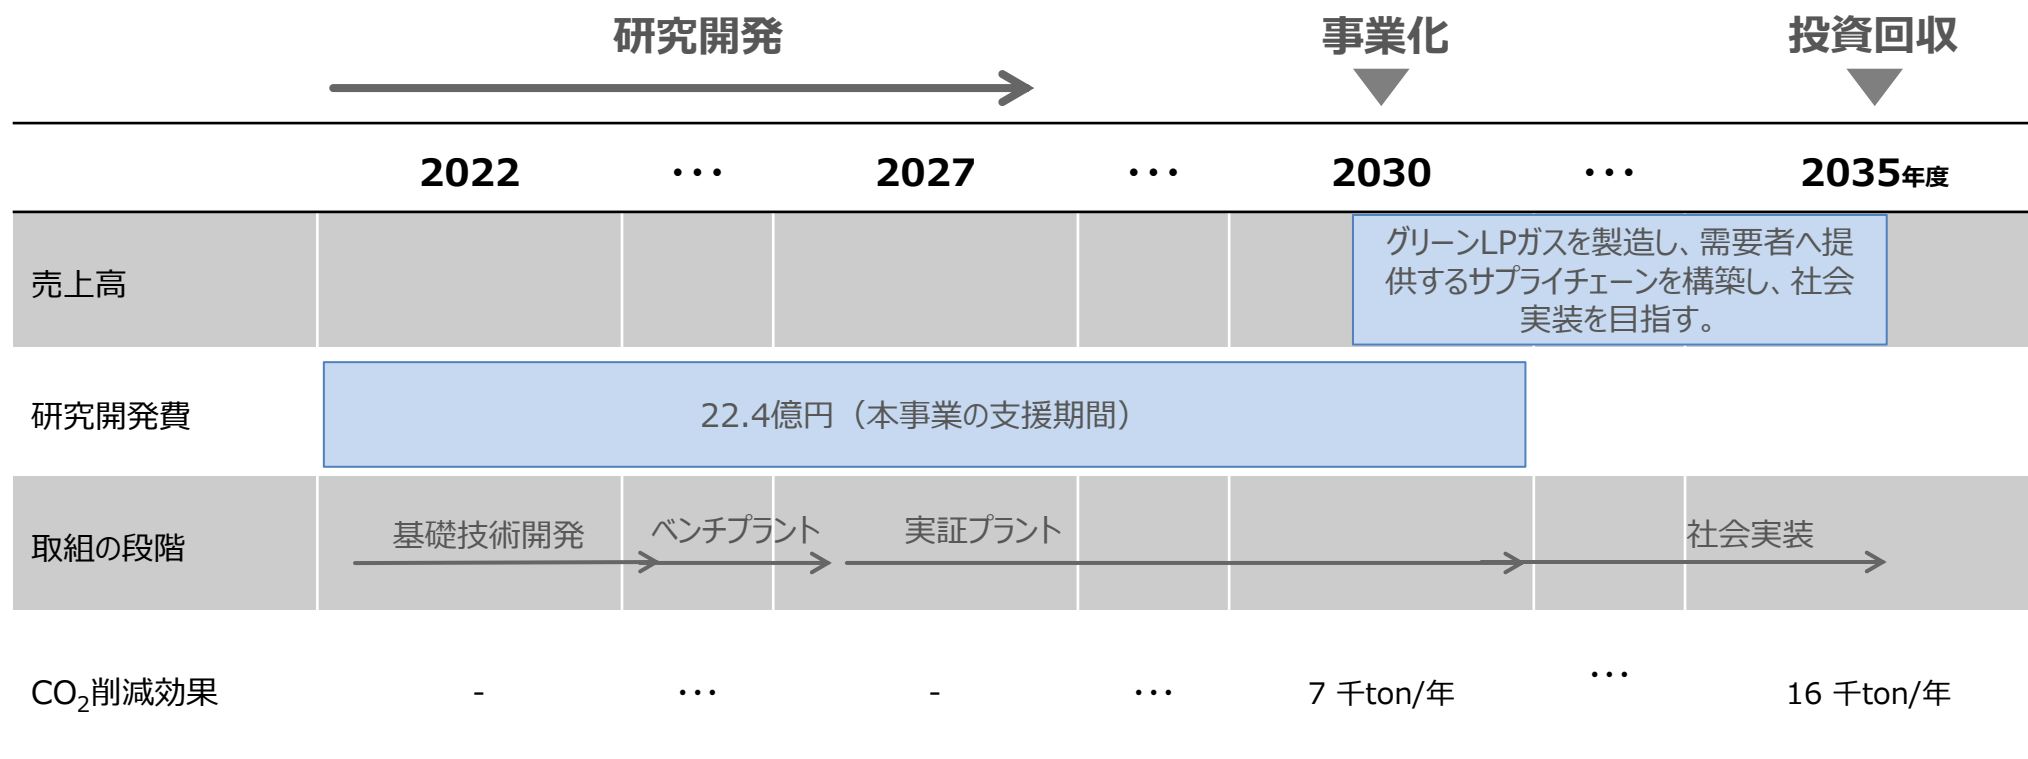 研究開発 事業化 投資回収
2022 ・・・ 2027 ・・・ 2030 ・・・ 2035年度
売上高
グリーンLPガスを製造し、需要者へ提
供するサプライチェーンを構築し、社会
実装を目指す。
研究開発費 22.4億円（本事業の支援期間）
取組の段階 基礎技術開発 ベンチプラント 実証プラント 社会実装
CO₂削減効果 - ・・・ - ・・・ 7 千ton/年 ・・・ 16 千ton/年